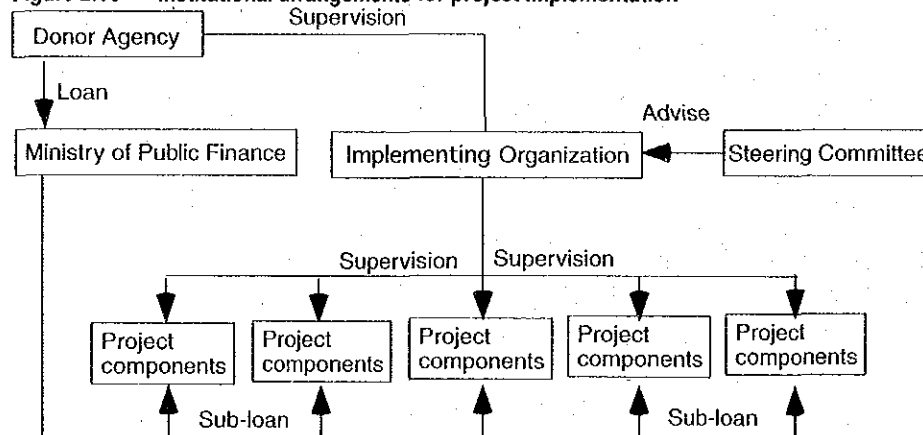 Institutional arrangements for project implementation
Supervision
Donor Agency
Loan
Advise
Ministry of Public Finance
Implementing Organization
Steering Committee
Supervision
Supervision
Project
components
Project
components
Project
components
Project
components
Project
components
Sub-loan
Sub-loan